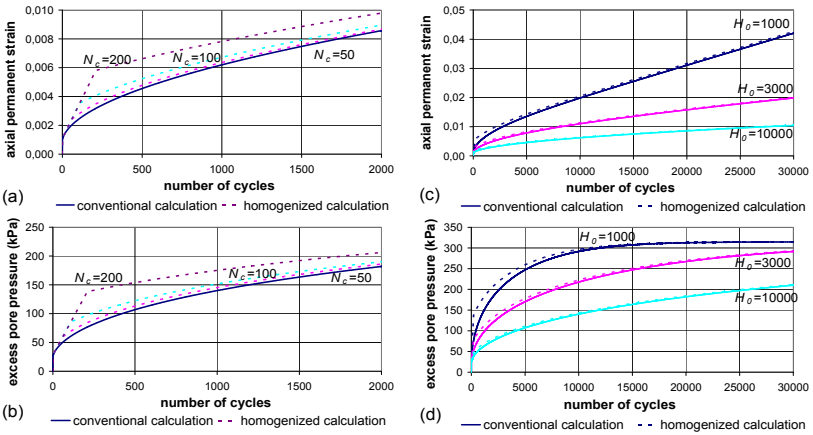 axial permanent strain
0,010
0,008
0,006
0,004
0,002
0,000
N_c=200
N_c=100
N_c=50
0 500 1000 1500 2000
number of cycles
(a)
conventional calculation homogenized calculation
excess pore pressure (kPa)
250
200
150
100
50
0
N_c=200
N_c=100
N_c=50
0 500 1000 1500 2000
number of cycles
(b)
conventional calculation homogenized calculation
axial permanent strain
0,05
0,04
0,03
0,02
0,01
0,00
H_0=1000
H_0=3000
H_0=10000
0 5000 10000 15000 20000 25000 30000
number of cycles
(c)
conventional calculation homogenized calculation
excess pore pressure (kPa)
350
300
250
200
150
100
50
0
H_0=1000
H_0=3000
H_0=10000
0 5000 10000 15000 20000 25000 30000
number of cycles
(d)
conventional calculation homogenized calculation